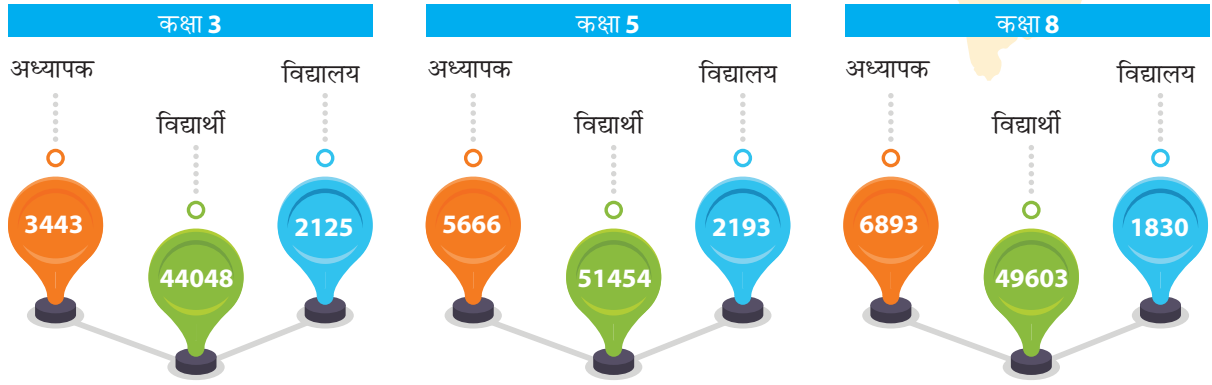 कक्षा 3
अध्यापक
विद्यार्थी
विद्यालय
3443
44048
2125
कक्षा 5
अध्यापक
विद्यार्थी
विद्यालय
5666
51454
2193
कक्षा 8
अध्यापक
विद्यार्थी
विद्यालय
6893
49603
1830